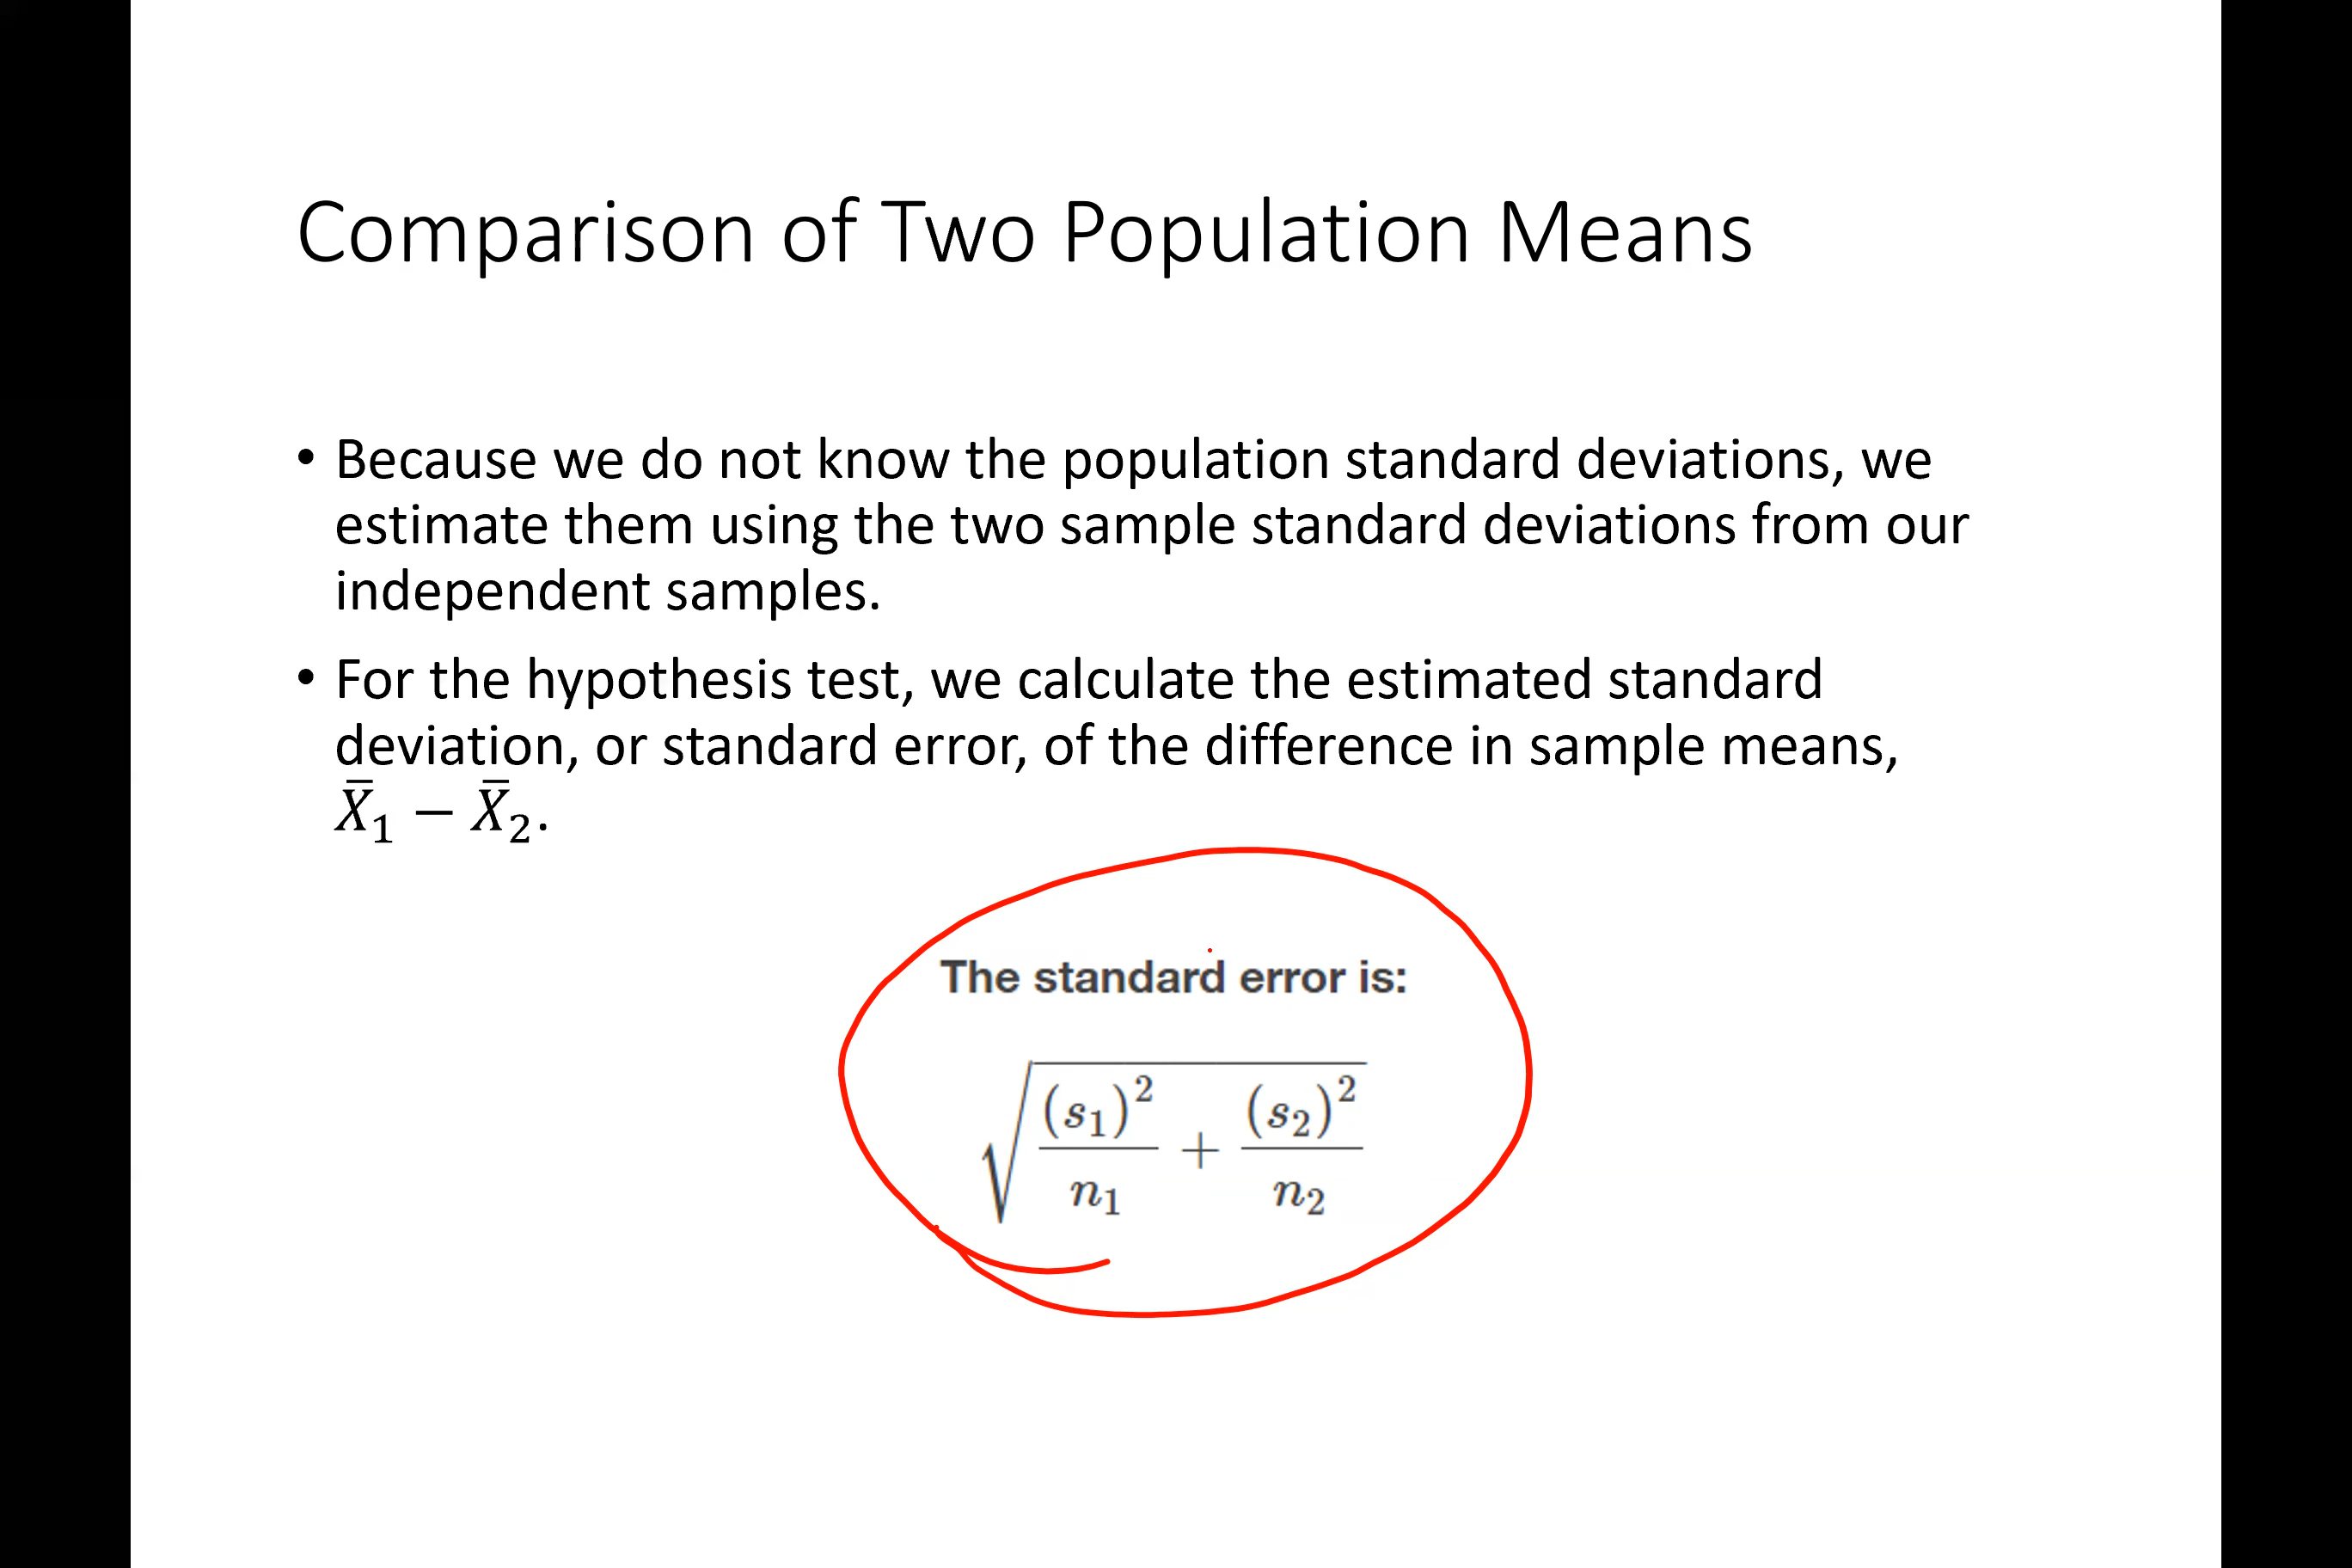 Comparison of Two Population Means
• Because we do not know the population standard deviations, we
estimate them using the two sample standard deviations from our
independent samples.
• For the hypothesis test, we calculate the estimated standard
deviation, or standard error, of the difference in sample means,
X̅₁ − X̅₂.
The standard error is:
√((s₁)²/n₁ + (s₂)²/n₂)